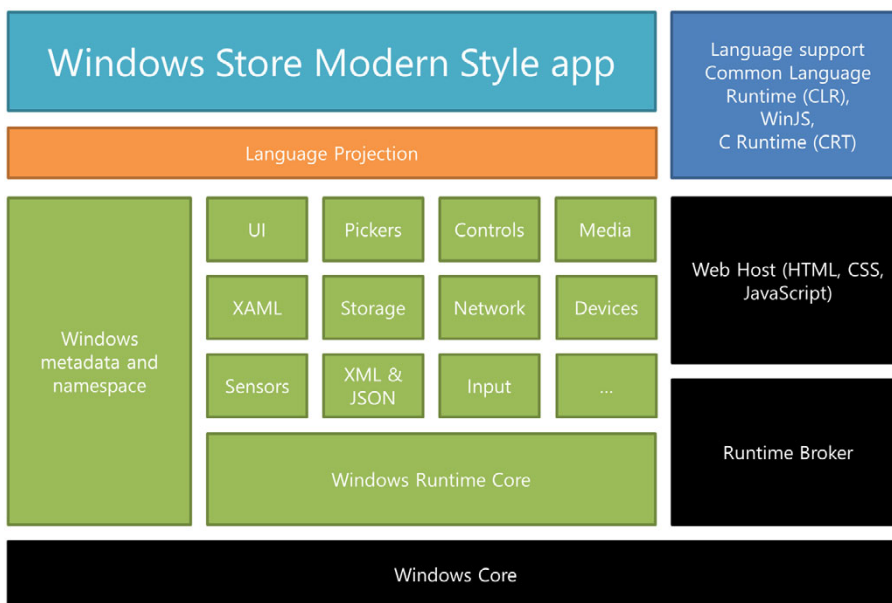 Windows Store Modern Style app
Language support
Common Language
Runtime (CLR),
WinJS,
C Runtime (CRT)
Language Projection
Windows
metadata and
namespace
UI
Pickers
Controls
Media
XAML
Storage
Network
Devices
Sensors
XML &
JSON
Input
...
Windows Runtime Core
Web Host (HTML, CSS,
JavaScript)
Runtime Broker
Windows Core